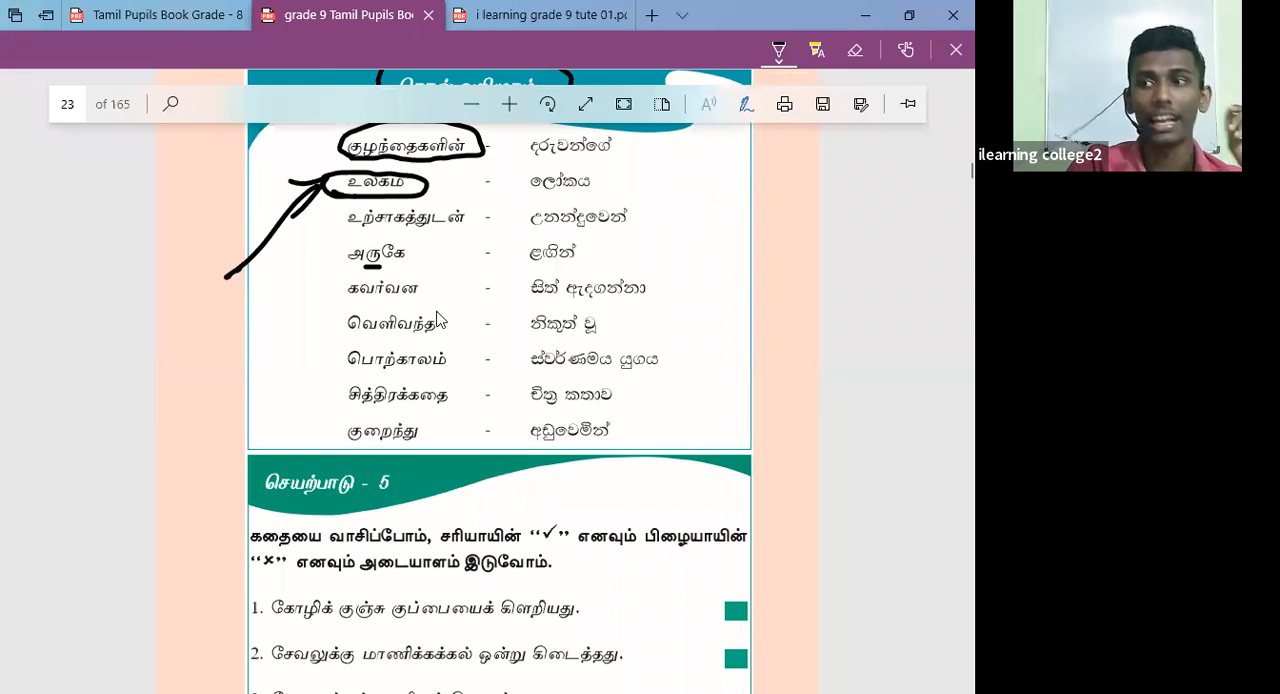 Tamil Pupils Book Grade - 8
grade 9 Tamil Pupils Boo
i learning grade 9 tute 01.pd
23 of 165
ilearning college2
குழந்தைகளின் - දරුවන්ගේ
உலகம் - ලෝකය
உற்சாகத்துடன் - උනන්දුවෙන්
அருகே - ළඟින්
கவர்வன - සිත් ඇදගන්නා
வெளிவந்த - නිකුත් වූ
பொற்காலம் - ස්වර්ණමය යුගය
சித்திரக்கதை - චිත්‍ර කතාව
குறைந்து - අඩුවෙමින්
செயற்பாடு - 5
கதையை வாசிப்போம், சரியாயின் “✓” எனவும் பிழையாயின்
“×” எனவும் அடையாளம் இடுவோம்.
1. கோழிக் குஞ்சு குப்பையைக் கிளறியது.
2. சேவலுக்கு மாணிக்கக்கல் ஒன்று கிடைத்தது.